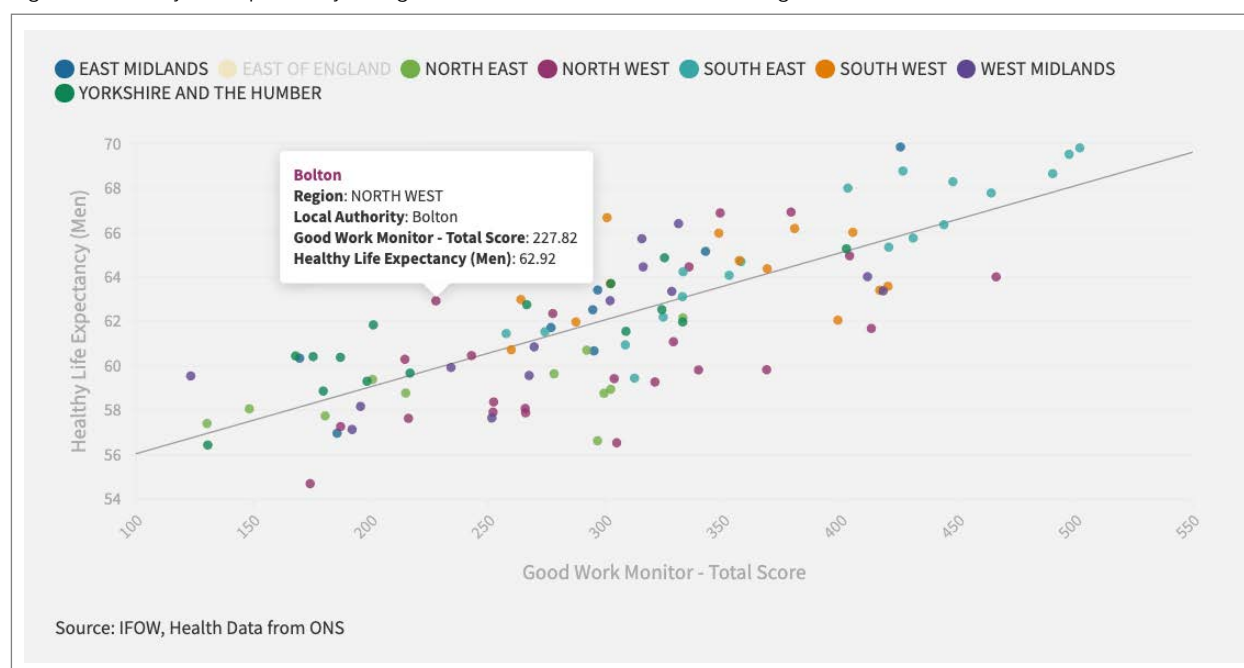 EAST MIDLANDS EAST OF ENGLAND NORTH EAST NORTH WEST SOUTH EAST SOUTH WEST WEST MIDLANDS
YORKSHIRE AND THE HUMBER
Healthy Life Expectancy (Men)
70
68
66
64
62
60
58
56
54
Bolton
Region: NORTH WEST
Local Authority: Bolton
Good Work Monitor - Total Score: 227.82
Healthy Life Expectancy (Men): 62.92
100 150 200 250 300 350 400 450 500 550
Good Work Monitor - Total Score
Source: IFOW, Health Data from ONS